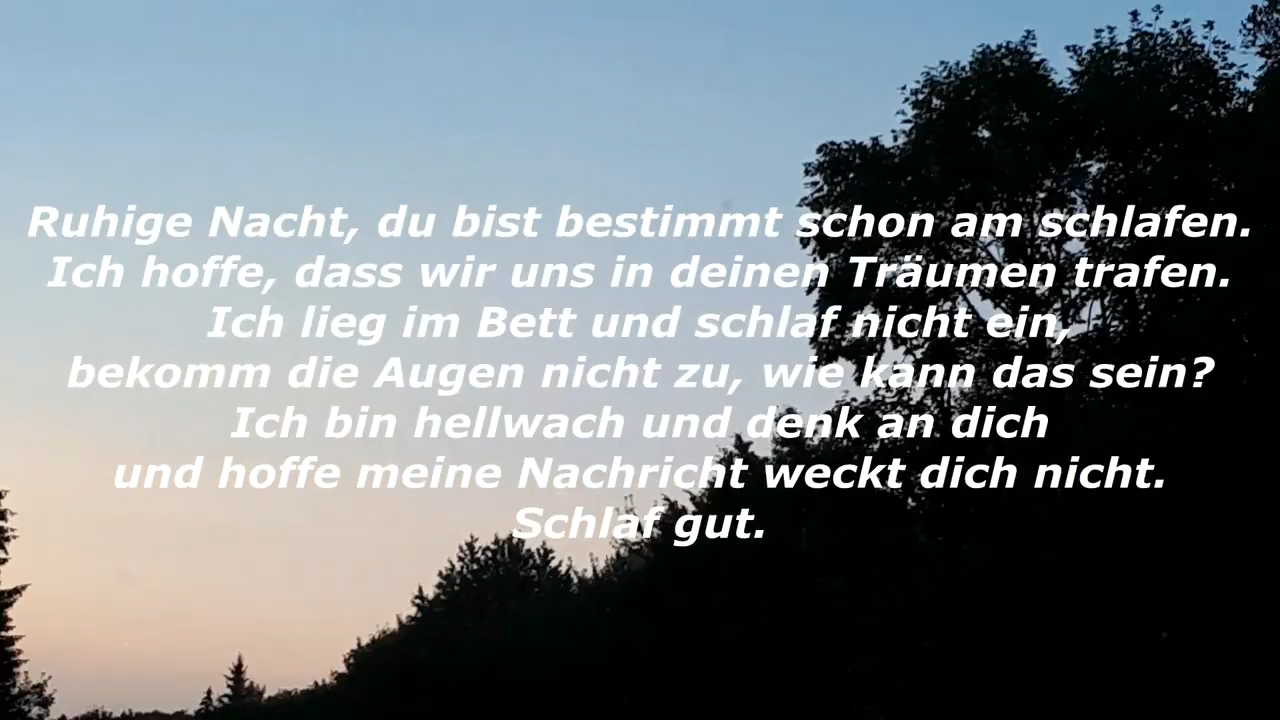 Ruhige Nacht, du bist bestimmt schon am schlafen.
Ich hoffe, dass wir uns in deinen Träumen trafen.
Ich lieg im Bett und schlaf nicht ein,
bekomm die Augen nicht zu, wie kann das sein?
Ich bin hellwach und denk an dich
und hoffe meine Nachricht weckt dich nicht.
Schlaf gut.